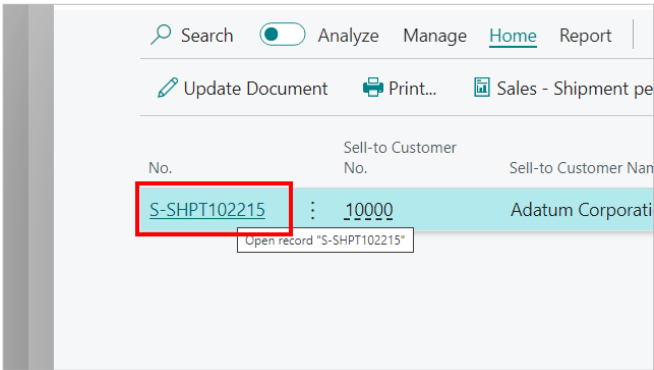 Search Analyze Manage Home Report
Update Document Print... Sales - Shipment pe
No. Sell-to Customer No. Sell-to Customer Nam
S-SHPT102215 10000 Adatum Corporati
Open record "S-SHPT102215"